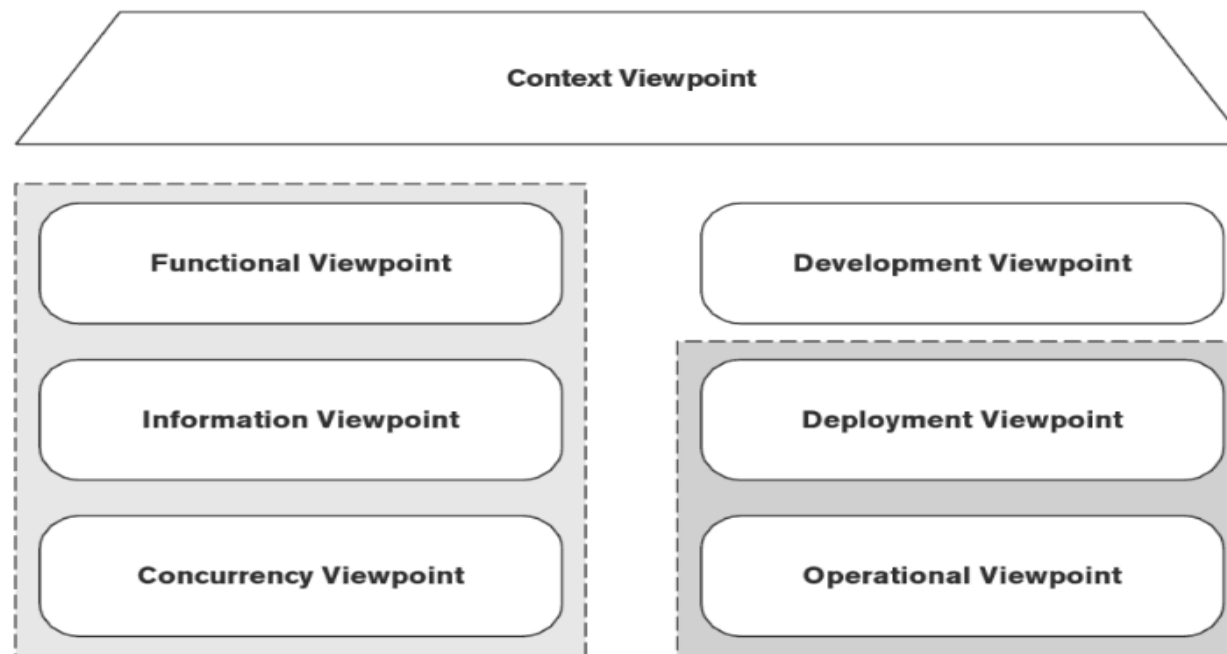 Context Viewpoint
Functional Viewpoint
Development Viewpoint
Information Viewpoint
Deployment Viewpoint
Concurrency Viewpoint
Operational Viewpoint